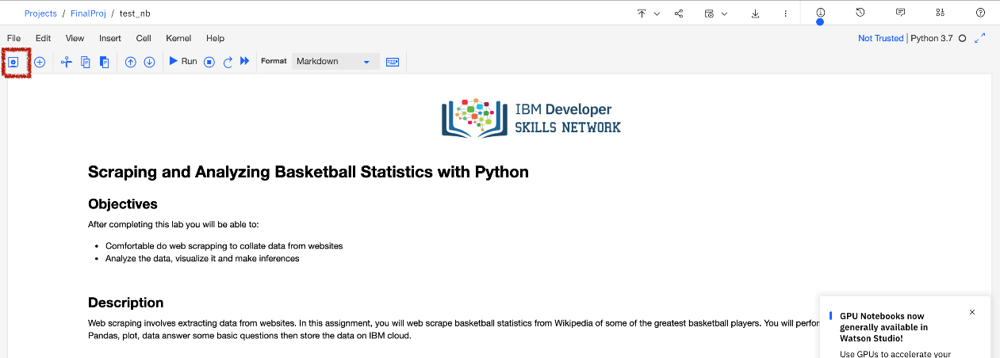 Projects / FinalProj / test_nb
File Edit View Insert Cell Kernel Help
Not Trusted | Python 3.7
Run
Format
Markdown
IBM Developer
SKILLS NETWORK
Scraping and Analyzing Basketball Statistics with Python
Objectives
After completing this lab you will be able to:
• Comfortable do web scrapping to collate data from websites
• Analyze the data, visualize it and make inferences
Description
Web scraping involves extracting data from websites. In this assignment, you will web scrape basketball statistics from Wikipedia of some of the greatest basketball players. You will perfor
Pandas, plot, data answer some basic questions then store the data on IBM cloud.
GPU Notebooks now
generally available in
Watson Studio!
Use GPUs to accelerate your